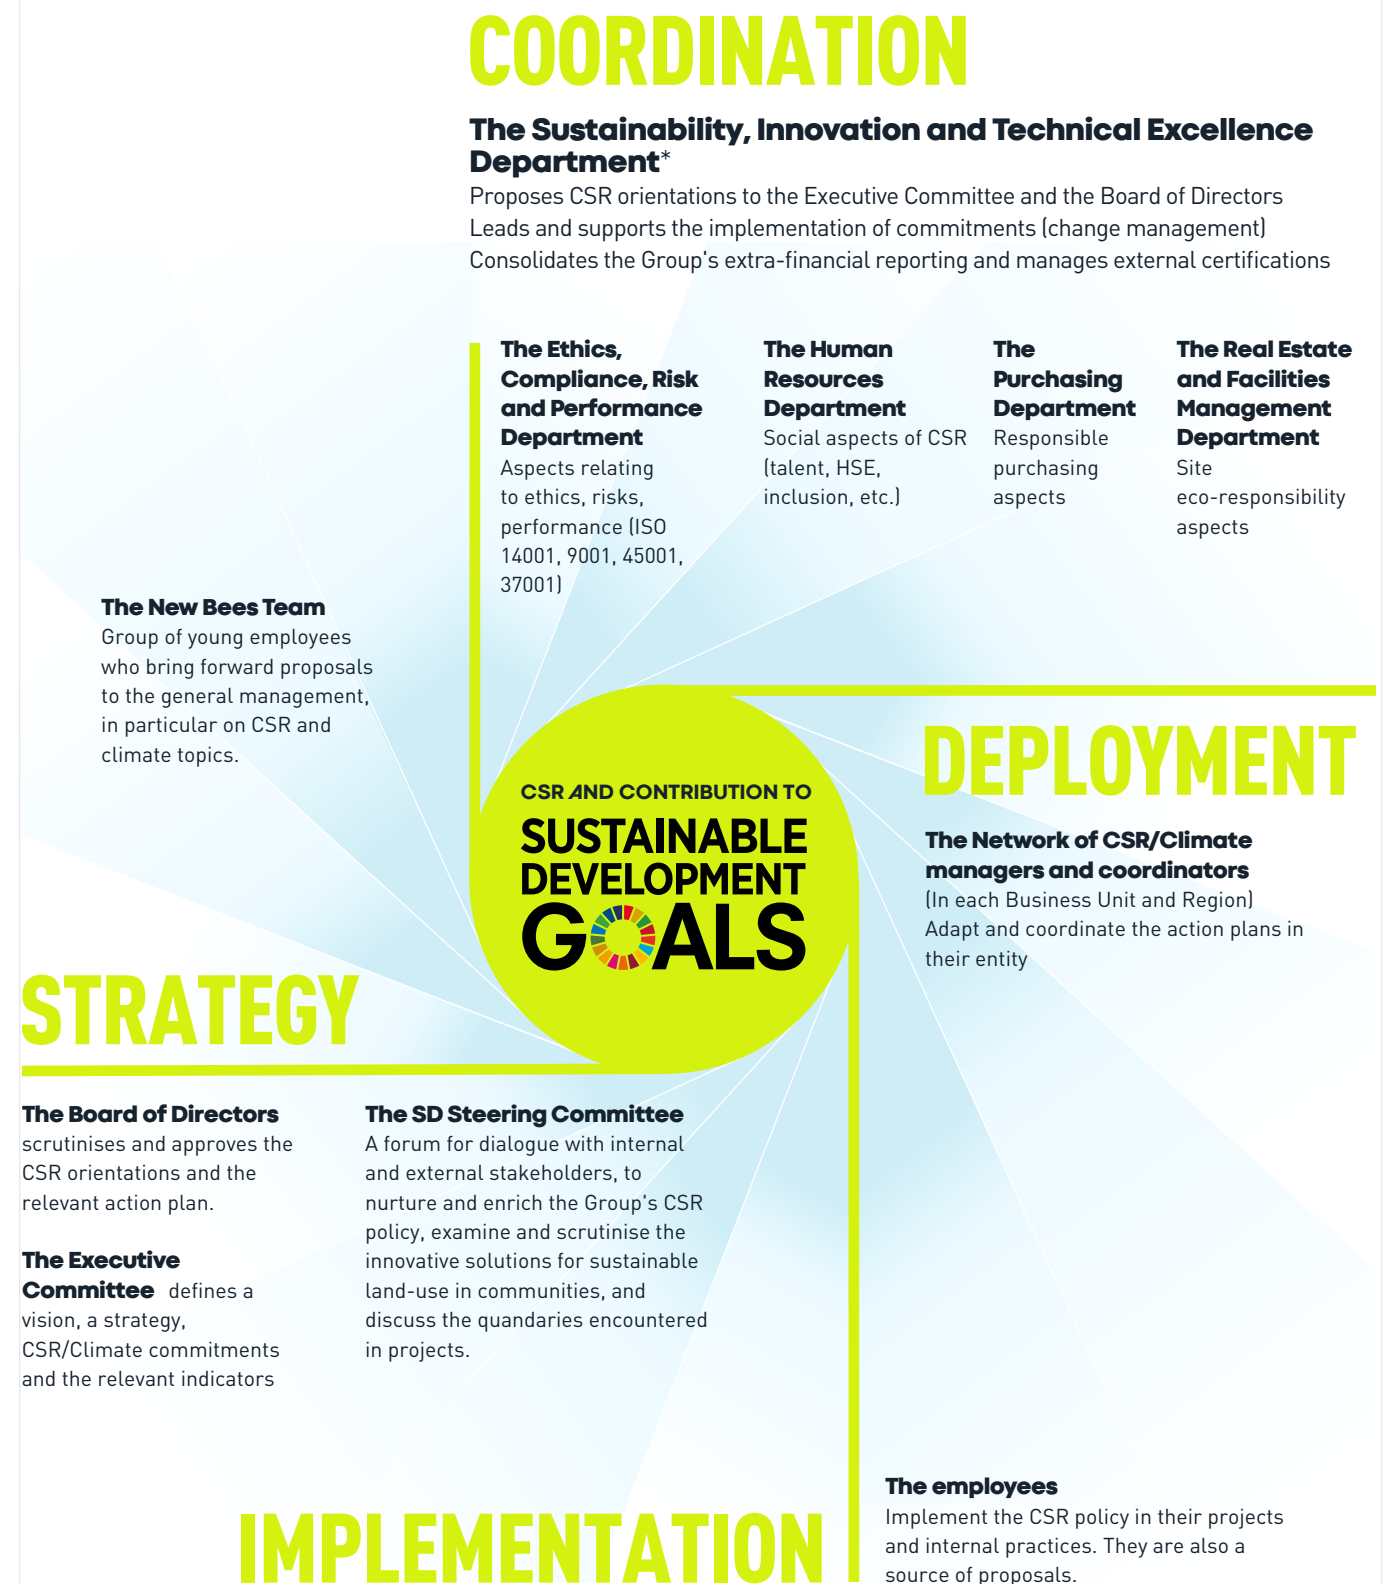 COORDINATION
The Sustainability, Innovation and Technical Excellence
Department*
Proposes CSR orientations to the Executive Committee and the Board of Directors
Leads and supports the implementation of commitments (change management)
Consolidates the Group's extra-financial reporting and manages external certifications
The Ethics,
Compliance, Risk
and Performance
Department
Aspects relating
to ethics, risks,
performance (ISO
14001, 9001, 45001,
37001)
The Human
Resources
Department
Social aspects of CSR
(talent, HSE,
inclusion, etc.)
The
Purchasing
Department
Responsible
purchasing
aspects
The Real Estate
and Facilities
Management
Department
Site
eco-responsibility
aspects
The New Bees Team
Group of young employees
who bring forward proposals
to the general management,
in particular on CSR and
climate topics.
CSR AND CONTRIBUTION TO
SUSTAINABLE
DEVELOPMENT
GOALS
DEPLOYMENT
The Network of CSR/Climate
managers and coordinators
(In each Business Unit and Region)
Adapt and coordinate the action plans in
their entity
STRATEGY
The Board of Directors
scrutinises and approves the
CSR orientations and the
relevant action plan.
The Executive
Committee defines a
vision, a strategy,
CSR/Climate commitments
and the relevant indicators
The SD Steering Committee
A forum for dialogue with internal
and external stakeholders, to
nurture and enrich the Group's CSR
policy, examine and scrutinise the
innovative solutions for sustainable
land-use in communities, and
discuss the quandaries encountered
in projects.
IMPLEMENTATION
The employees
Implement the CSR policy in their projects
and internal practices. They are also a
source of proposals.